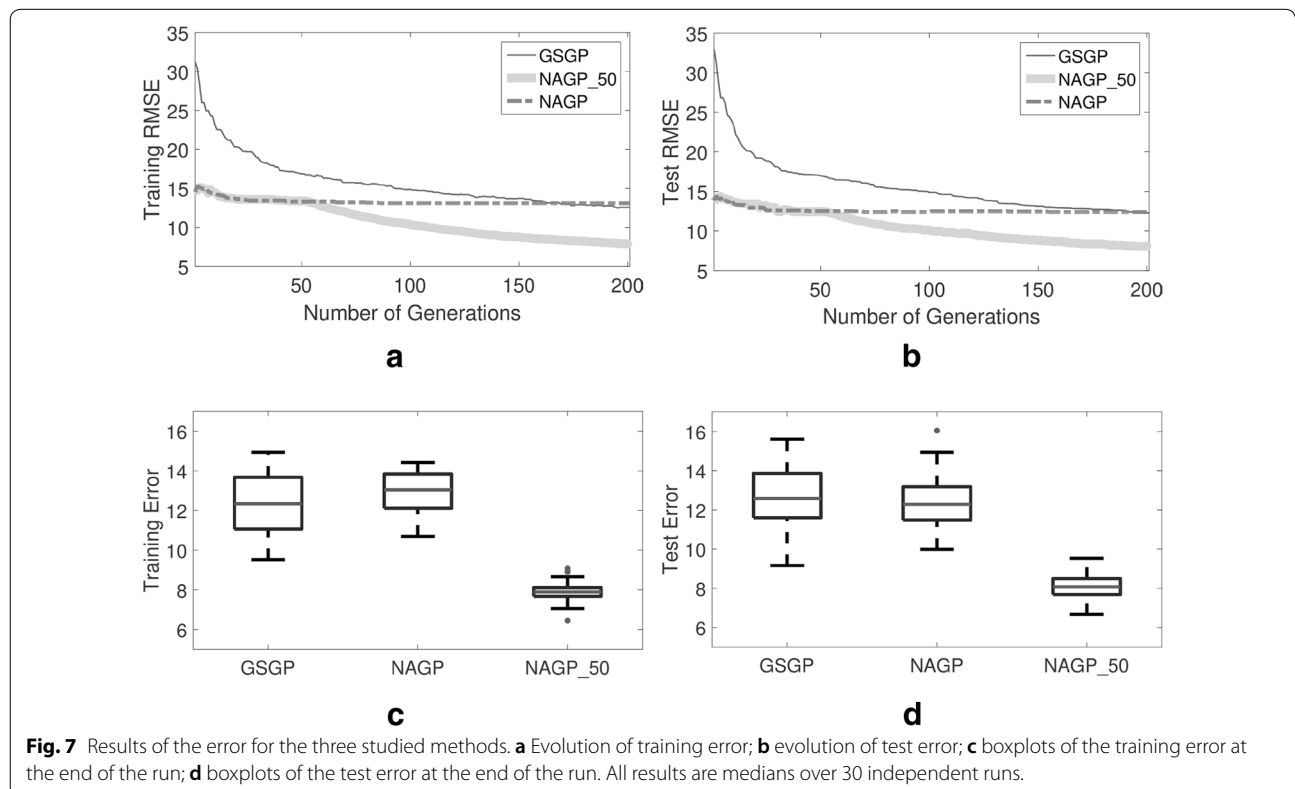 35
30
25
20
15
10
5
Training RMSE
GSGP
NAGP_50
NAGP
50
100
150
200
Number of Generations
a
35
30
25
20
15
10
5
Test RMSE
GSGP
NAGP_50
NAGP
50
100
150
200
Number of Generations
b
16
14
12
10
8
6
Training Error
GSGP
NAGP
NAGP_50
c
16
14
12
10
8
6
Test Error
GSGP
NAGP
NAGP_50
d
Fig. 7 Results of the error for the three studied methods. a Evolution of training error; b evolution of test error; c boxplots of the training error at
the end of the run; d boxplots of the test error at the end of the run. All results are medians over 30 independent runs.